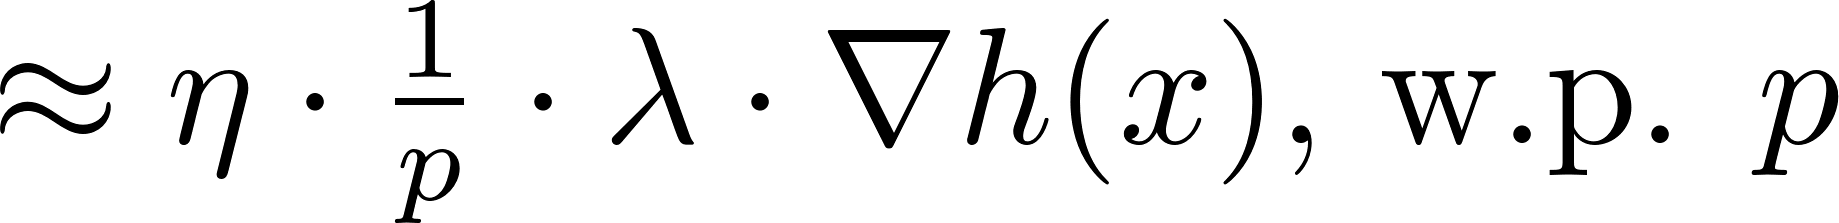 ≈ η · 1/p · λ · ∇h(x), w.p. p